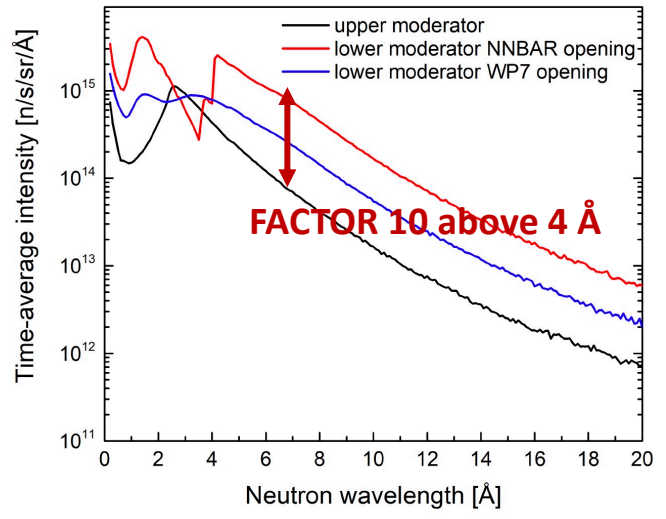 upper moderator
lower moderator NNBAR opening
lower moderator WP7 opening
Time-average intensity [n/s/sr/Å]
10¹⁵
10¹⁴
10¹³
10¹²
10¹¹
FACTOR 10 above 4 Å
0 2 4 6 8 10 12 14 16 18 20
Neutron wavelength [Å]